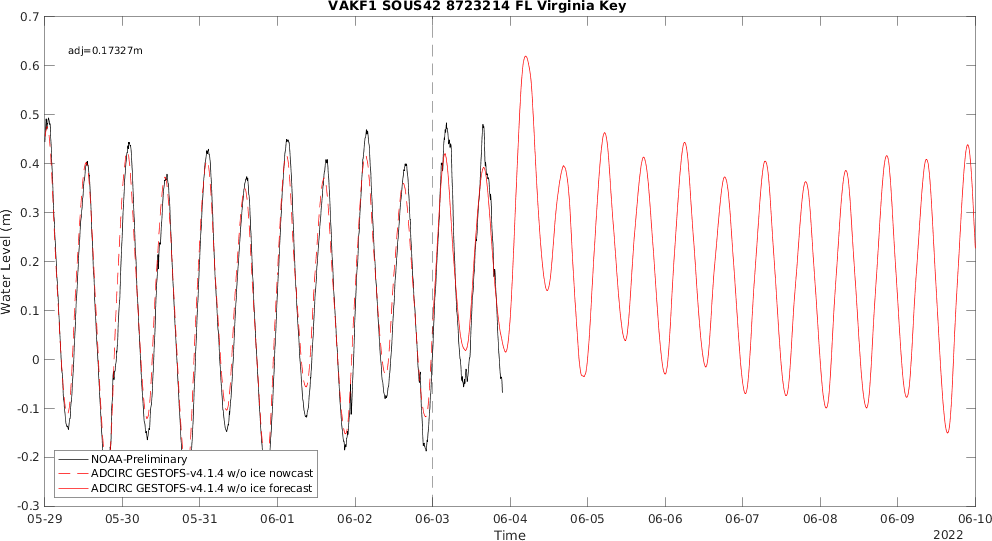 VAKF1 SOUS42 8723214 FL Virginia Key
adj=0.17327m
Water Level (m)
0.7
0.6
0.5
0.4
0.3
0.2
0.1
0
-0.1
-0.2
-0.3
NOAA-Preliminary
ADCIRC GESTOFS-v4.1.4 w/o ice nowcast
ADCIRC GESTOFS-v4.1.4 w/o ice forecast
05-29 05-30 05-31 06-01 06-02 06-03 06-04 06-05 06-06 06-07 06-08 06-09 06-10
Time
2022